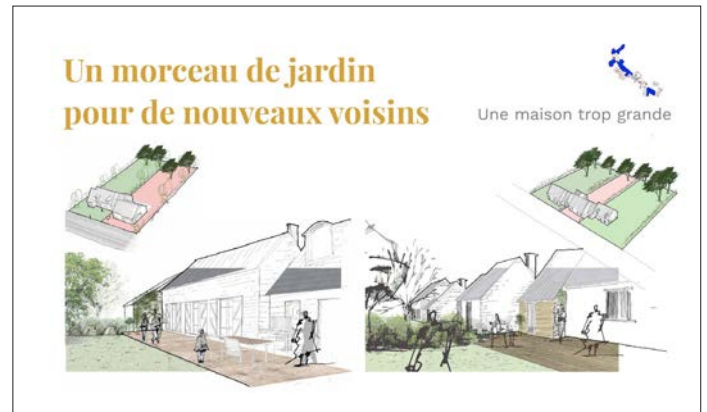 Un morceau de jardin
pour de nouveaux voisins
Une maison trop grande